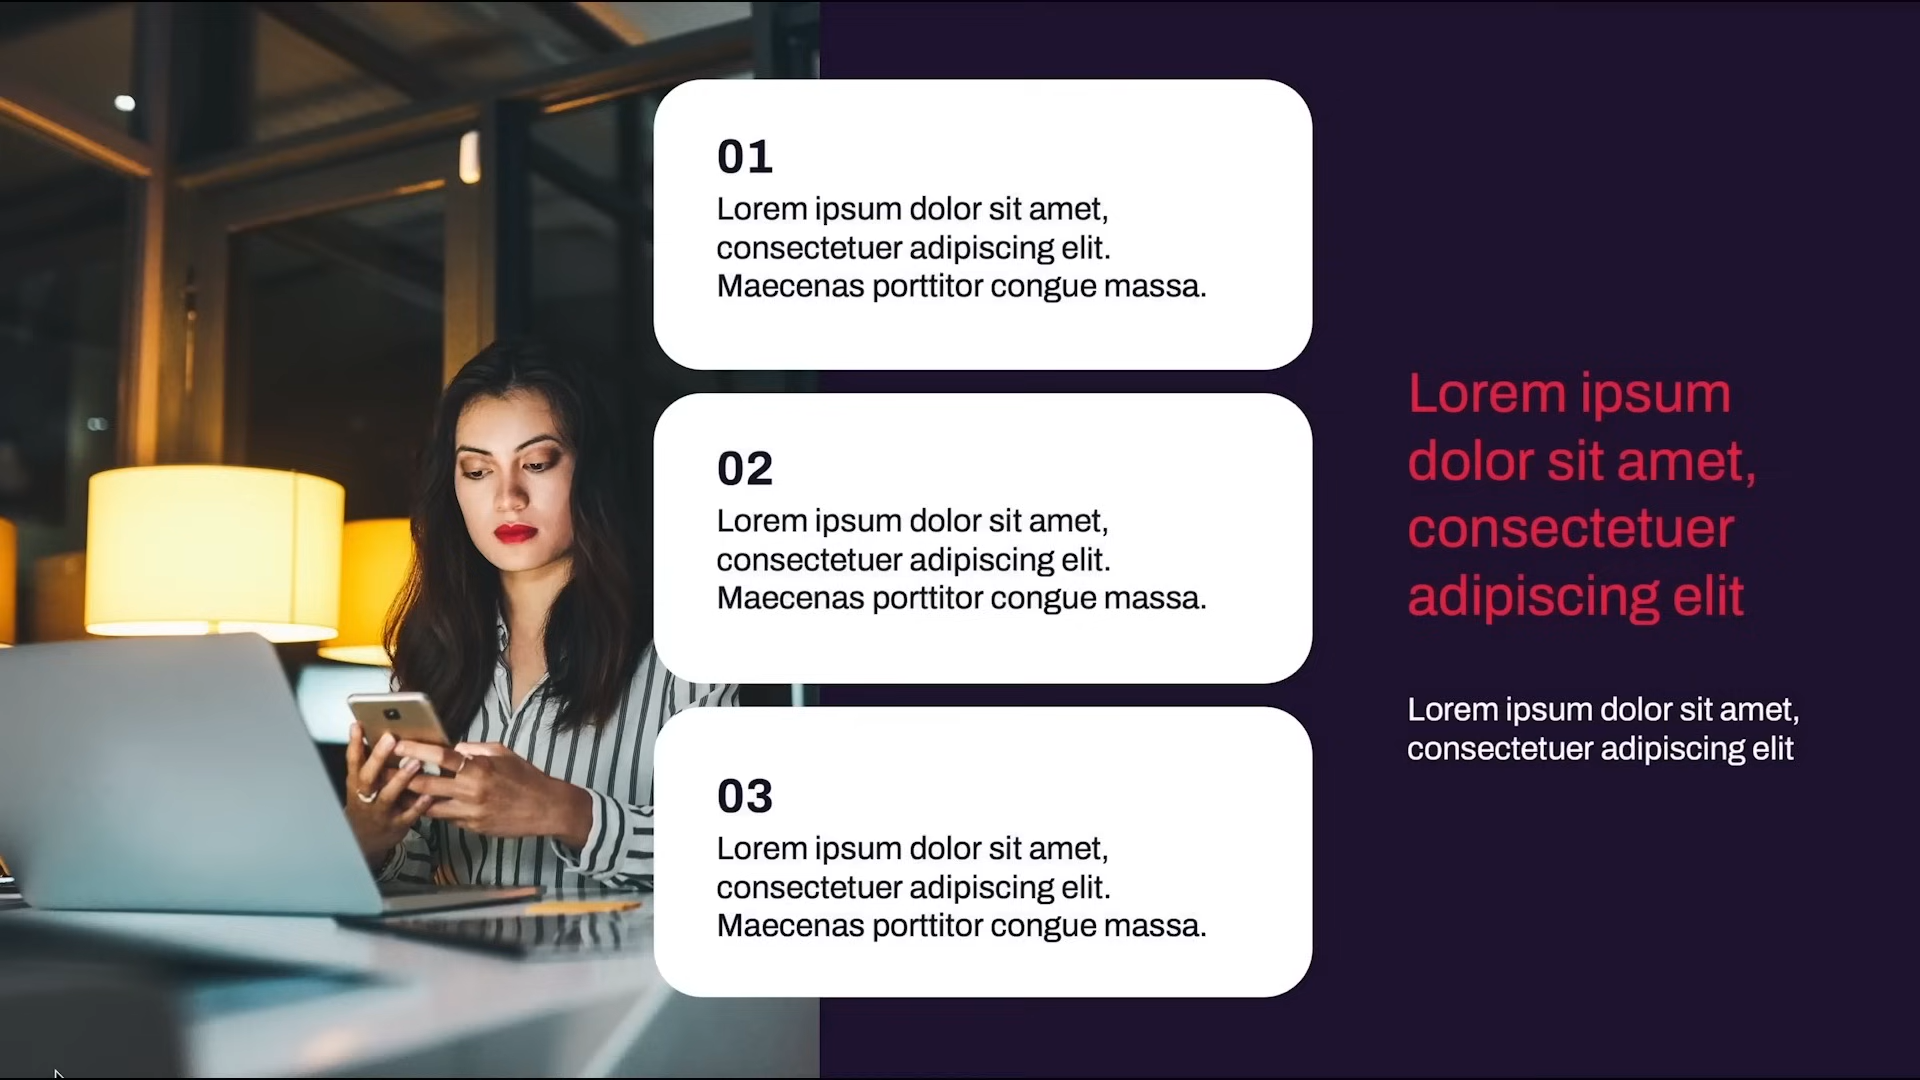 01
Lorem ipsum dolor sit amet,
consectetuer adipiscing elit.
Maecenas porttitor congue massa.
02
Lorem ipsum dolor sit amet,
consectetuer adipiscing elit.
Maecenas porttitor congue massa.
03
Lorem ipsum dolor sit amet,
consectetuer adipiscing elit.
Maecenas porttitor congue massa.
Lorem ipsum
dolor sit amet,
consectetuer
adipiscing elit
Lorem ipsum dolor sit amet,
consectetuer adipiscing elit